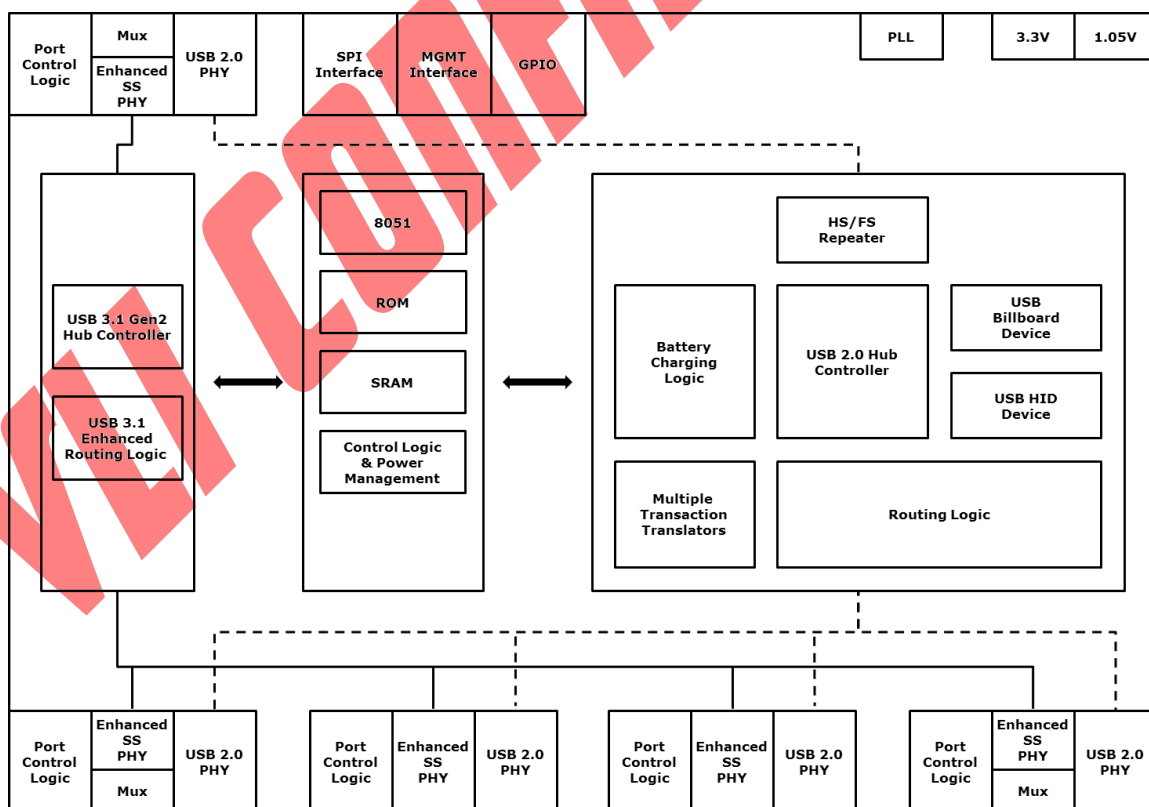 Port
Control
Logic
Mux
Enhanced
SS
PHY
USB 2.0
PHY
SPI
Interface
MGMT
Interface
GPIO
PLL
3.3V
1.05V
8051
ROM
SRAM
Control Logic
& Power
Management
USB 3.1 Gen2
Hub Controller
USB 3.1
Enhanced
Routing Logic
HS/FS
Repeater
Battery
Charging
Logic
USB 2.0 Hub
Controller
USB
Billboard
Device
USB HID
Device
Multiple
Transaction
Translators
Routing Logic
Port
Control
Logic
Enhanced
SS
PHY
Mux
USB 2.0
PHY
Port
Control
Logic
Enhanced
SS
PHY
USB 2.0
PHY
Port
Control
Logic
Enhanced
SS
PHY
USB 2.0
PHY
Port
Control
Logic
Enhanced
SS
PHY
Mux
USB 2.0
PHY